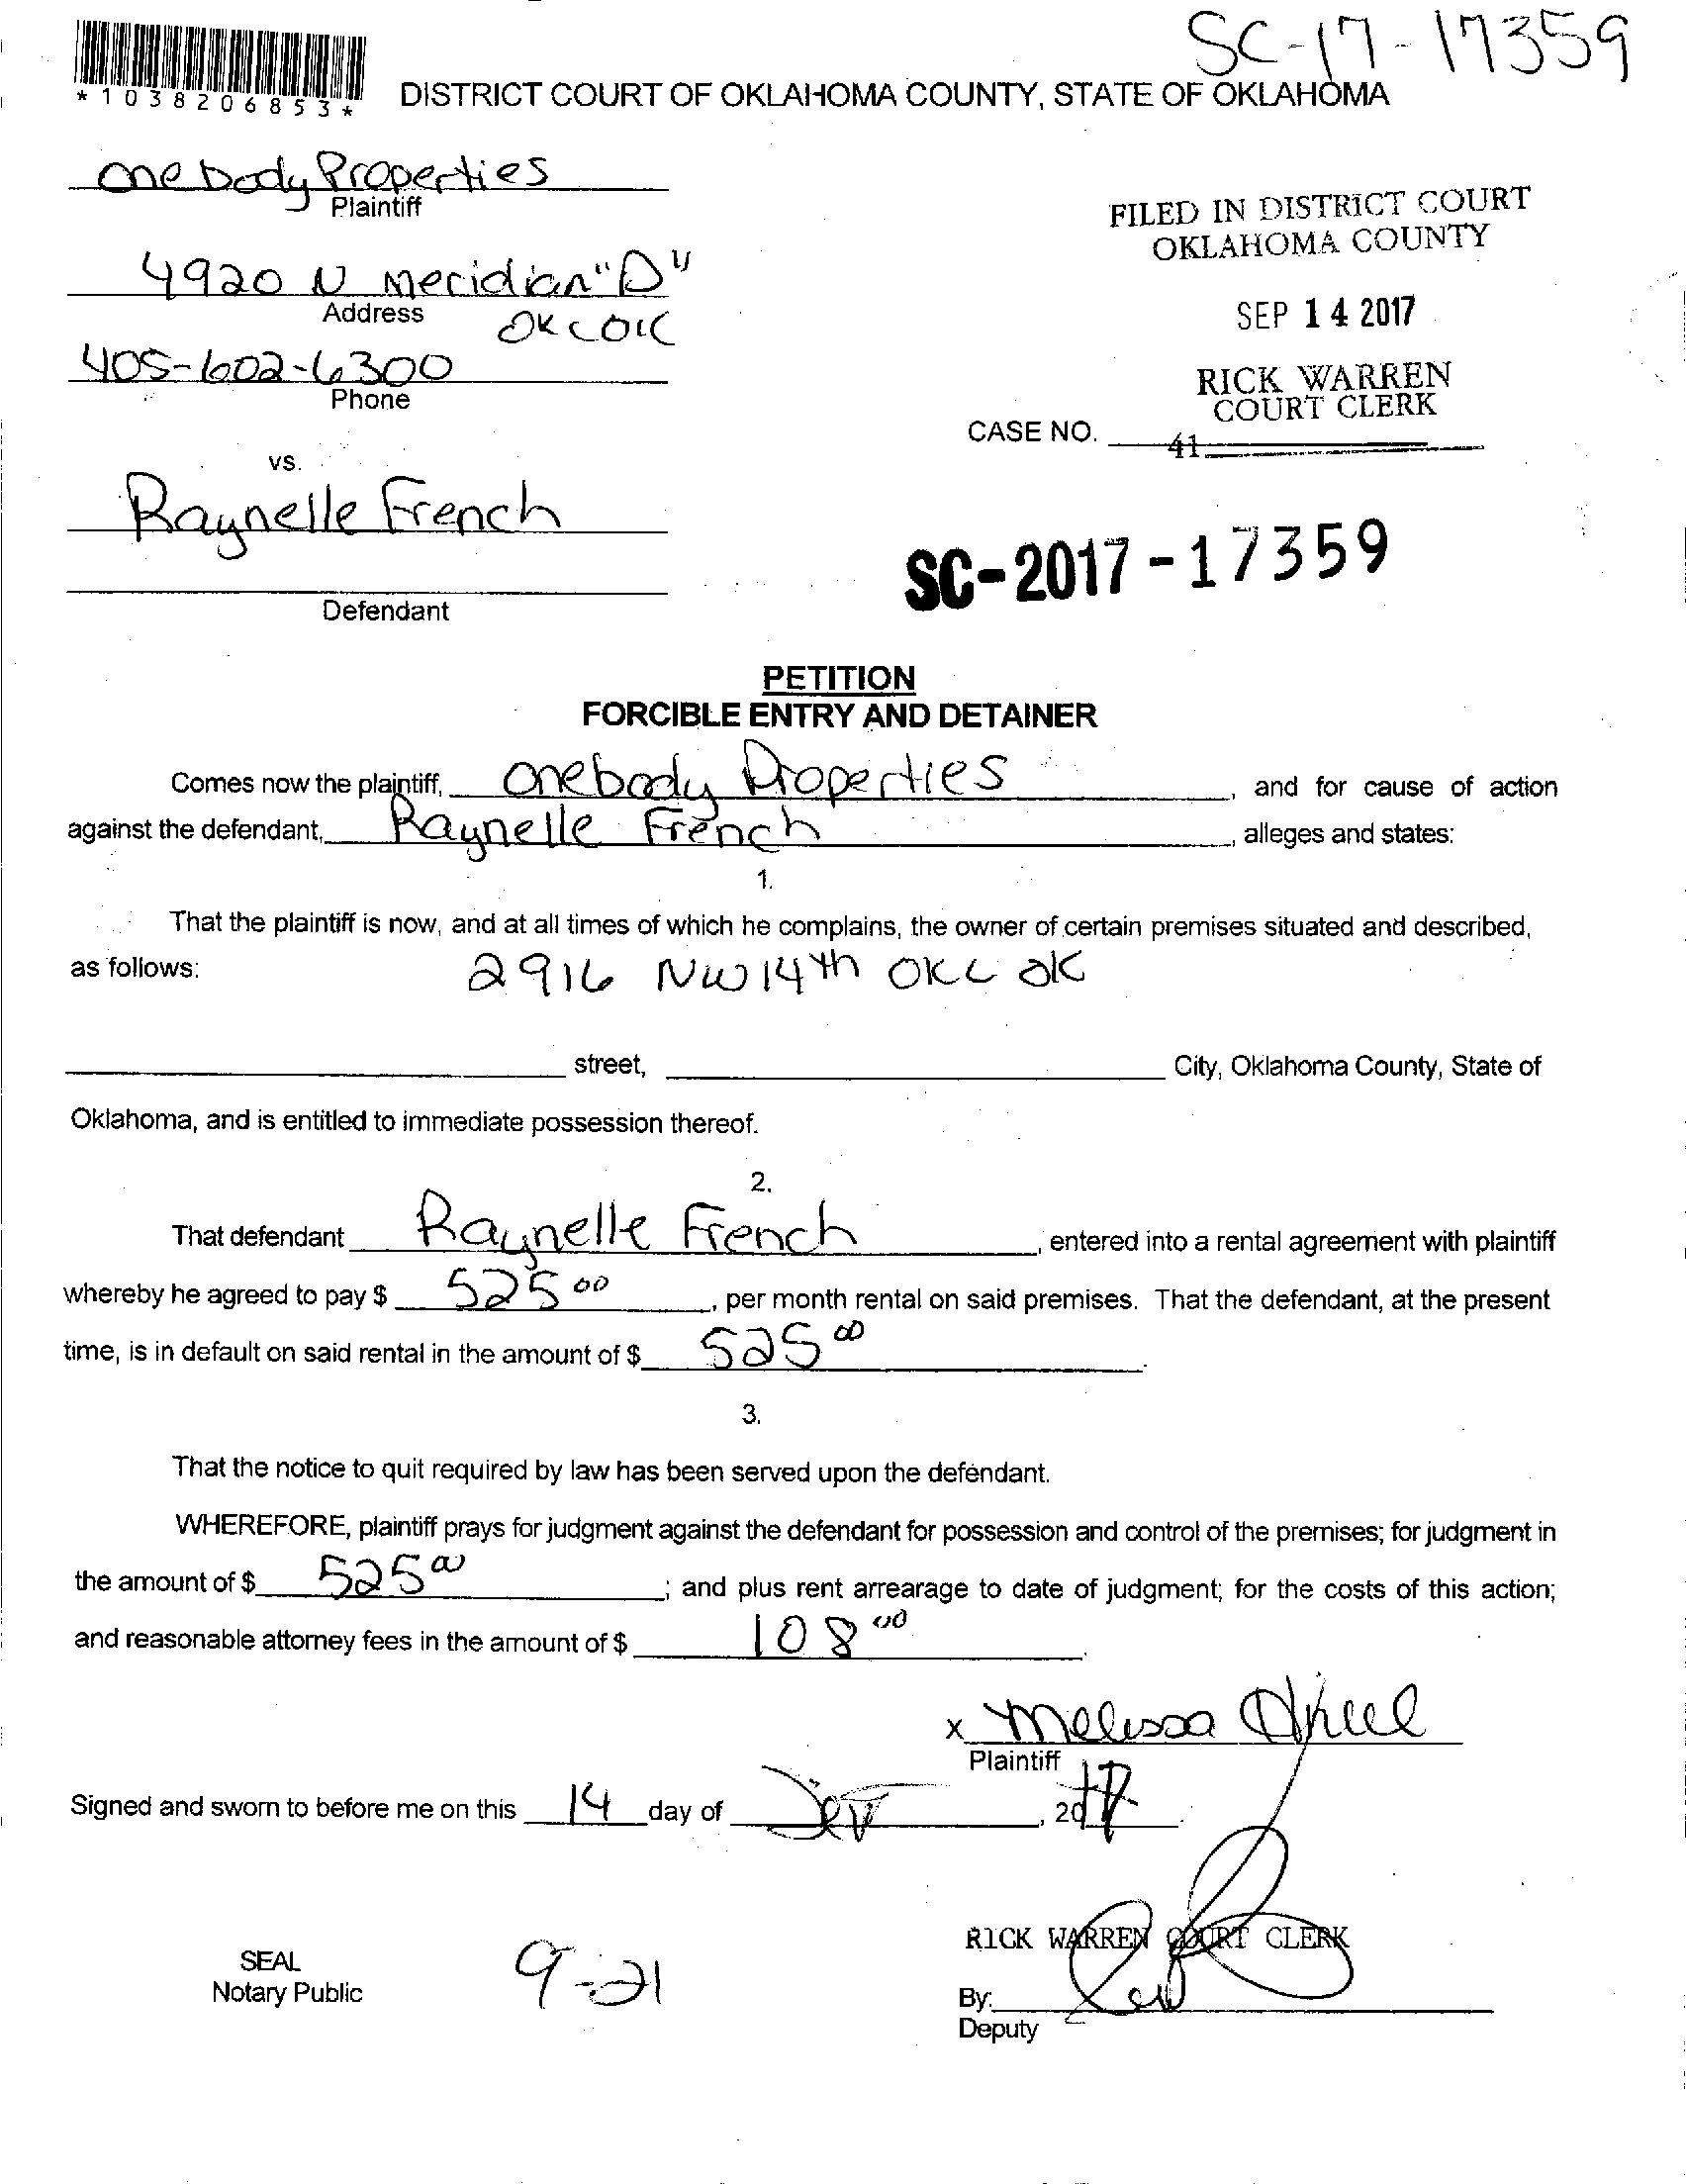 SC-17-17359
*1038206853*
DISTRICT COURT OF OKLAHOMA COUNTY, STATE OF OKLAHOMA
One body Properties
Plaintiff
4920 N Meridian "D"
Address
OKC OK
405-602-6300
Phone
FILED IN DISTRICT COURT
OKLAHOMA COUNTY
SEP 14 2017
RICK WARREN
COURT CLERK
CASE NO.
41
vs.
Raynelle French
Defendant
SC-2017-17359
PETITION
FORCIBLE ENTRY AND DETAINER
Comes now the plaintiff, Onebody Properties, and for cause of action
against the defendant, Raynelle French, alleges and states:
1.
That the plaintiff is now, and at all times of which he complains, the owner of certain premises situated and described,
as follows: 2916 NW 14th OKC OK
street, City, Oklahoma County, State of
Oklahoma, and is entitled to immediate possession thereof.
2.
That defendant Raynelle French, entered into a rental agreement with plaintiff
whereby he agreed to pay $ 525 00, per month rental on said premises. That the defendant, at the present
time, is in default on said rental in the amount of $ 525 00.
3.
That the notice to quit required by law has been served upon the defendant.
WHEREFORE, plaintiff prays for judgment against the defendant for possession and control of the premises; for judgment in
the amount of $ 525 00; and plus rent arrearage to date of judgment; for the costs of this action;
and reasonable attorney fees in the amount of $ 108 00.
x Melissa
Plaintiff
Signed and sworn to before me on this 14 day of , 2017
RICK WARREN COURT CLERK
SEAL
Notary Public
9-21
By:
Deputy